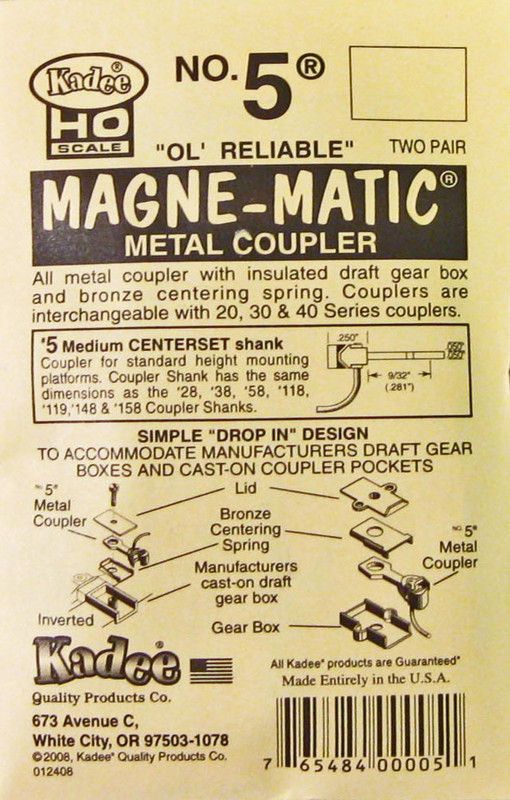 Kadee®
HO
SCALE
NO. 5®
"OL' RELIABLE"
TWO PAIR
MAGNE-MATIC®
METAL COUPLER
All metal coupler with insulated draft gear box
and bronze centering spring. Couplers are
interchangeable with 20, 30 & 40 Series couplers.
'5 Medium CENTERSET shank
Coupler for standard height mounting
platforms. Coupler Shank has the same
dimensions as the '28, '38, '58, '118,
'119,'148 & '158 Coupler Shanks.
.250"
.050"
.050"
9/32"
(.281")
SIMPLE "DROP IN" DESIGN
TO ACCOMMODATE MANUFACTURERS DRAFT GEAR
BOXES AND CAST-ON COUPLER POCKETS
NO. 5®
Metal
Coupler
Lid
Bronze
Centering
Spring
NO. 5®
Metal
Coupler
Manufacturers
cast-on draft
gear box
Inverted
Gear Box
Kadee®
Quality Products Co.
673 Avenue C,
White City, OR 97503-1078
©2008, Kadee® Quality Products Co.
012408
All Kadee® products are Guaranteed®
Made Entirely in the U.S.A.
7 65484 00005 1